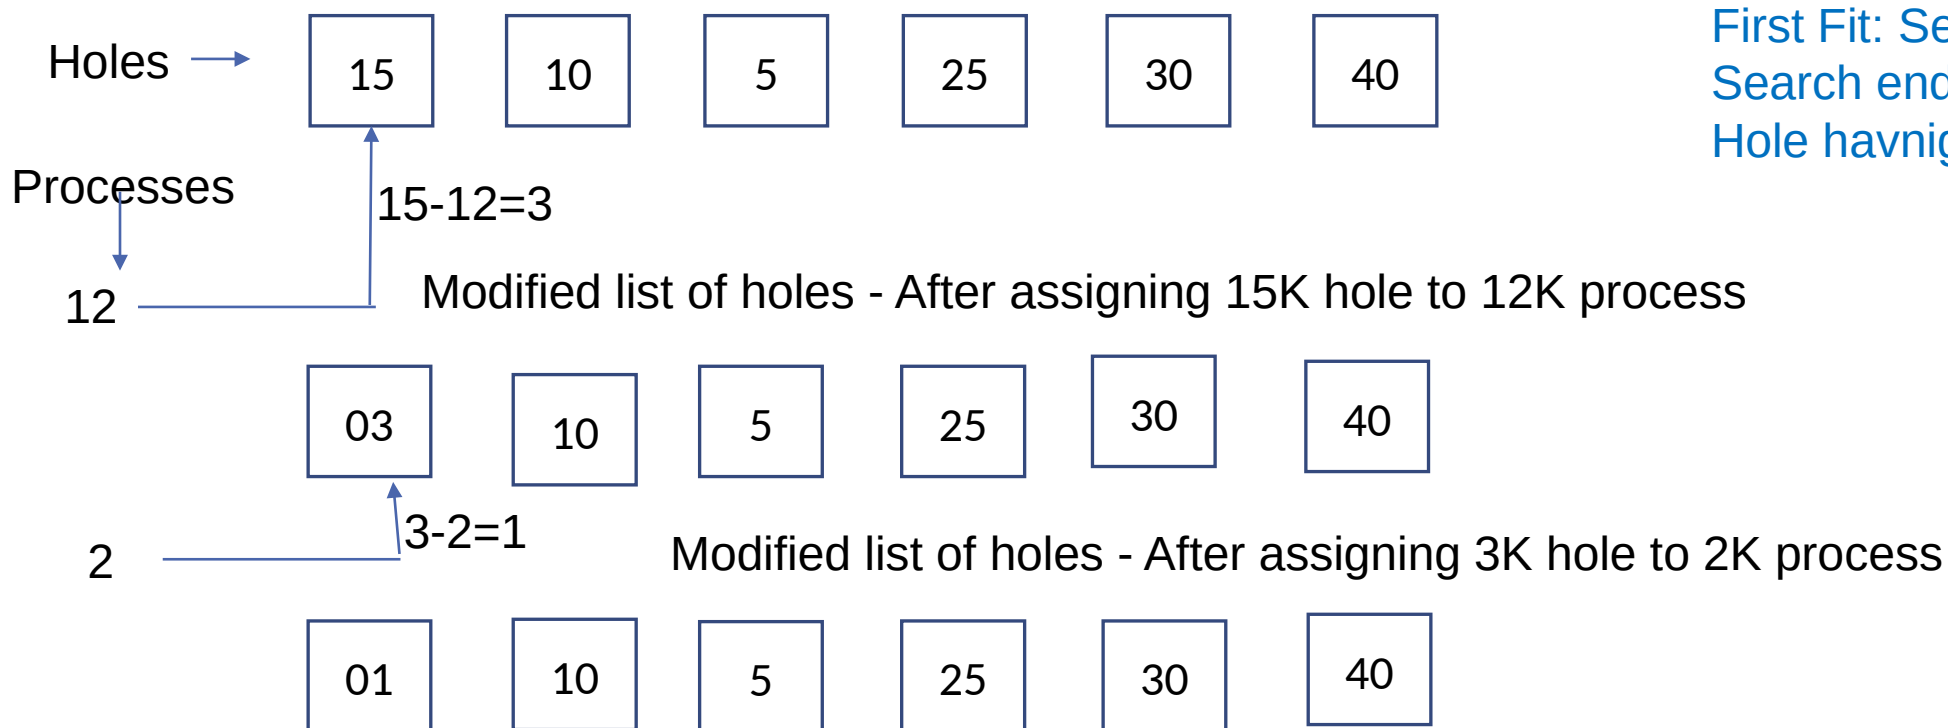 First Fit: Se
Holes 15 10 5 25 30 40
Search end
Hole havnig
Processes
15-12=3
12
Modified list of holes - After assigning 15K hole to 12K process
03 10 5 25 30 40
3-2=1
2
Modified list of holes - After assigning 3K hole to 2K process
01 10 5 25 30 40